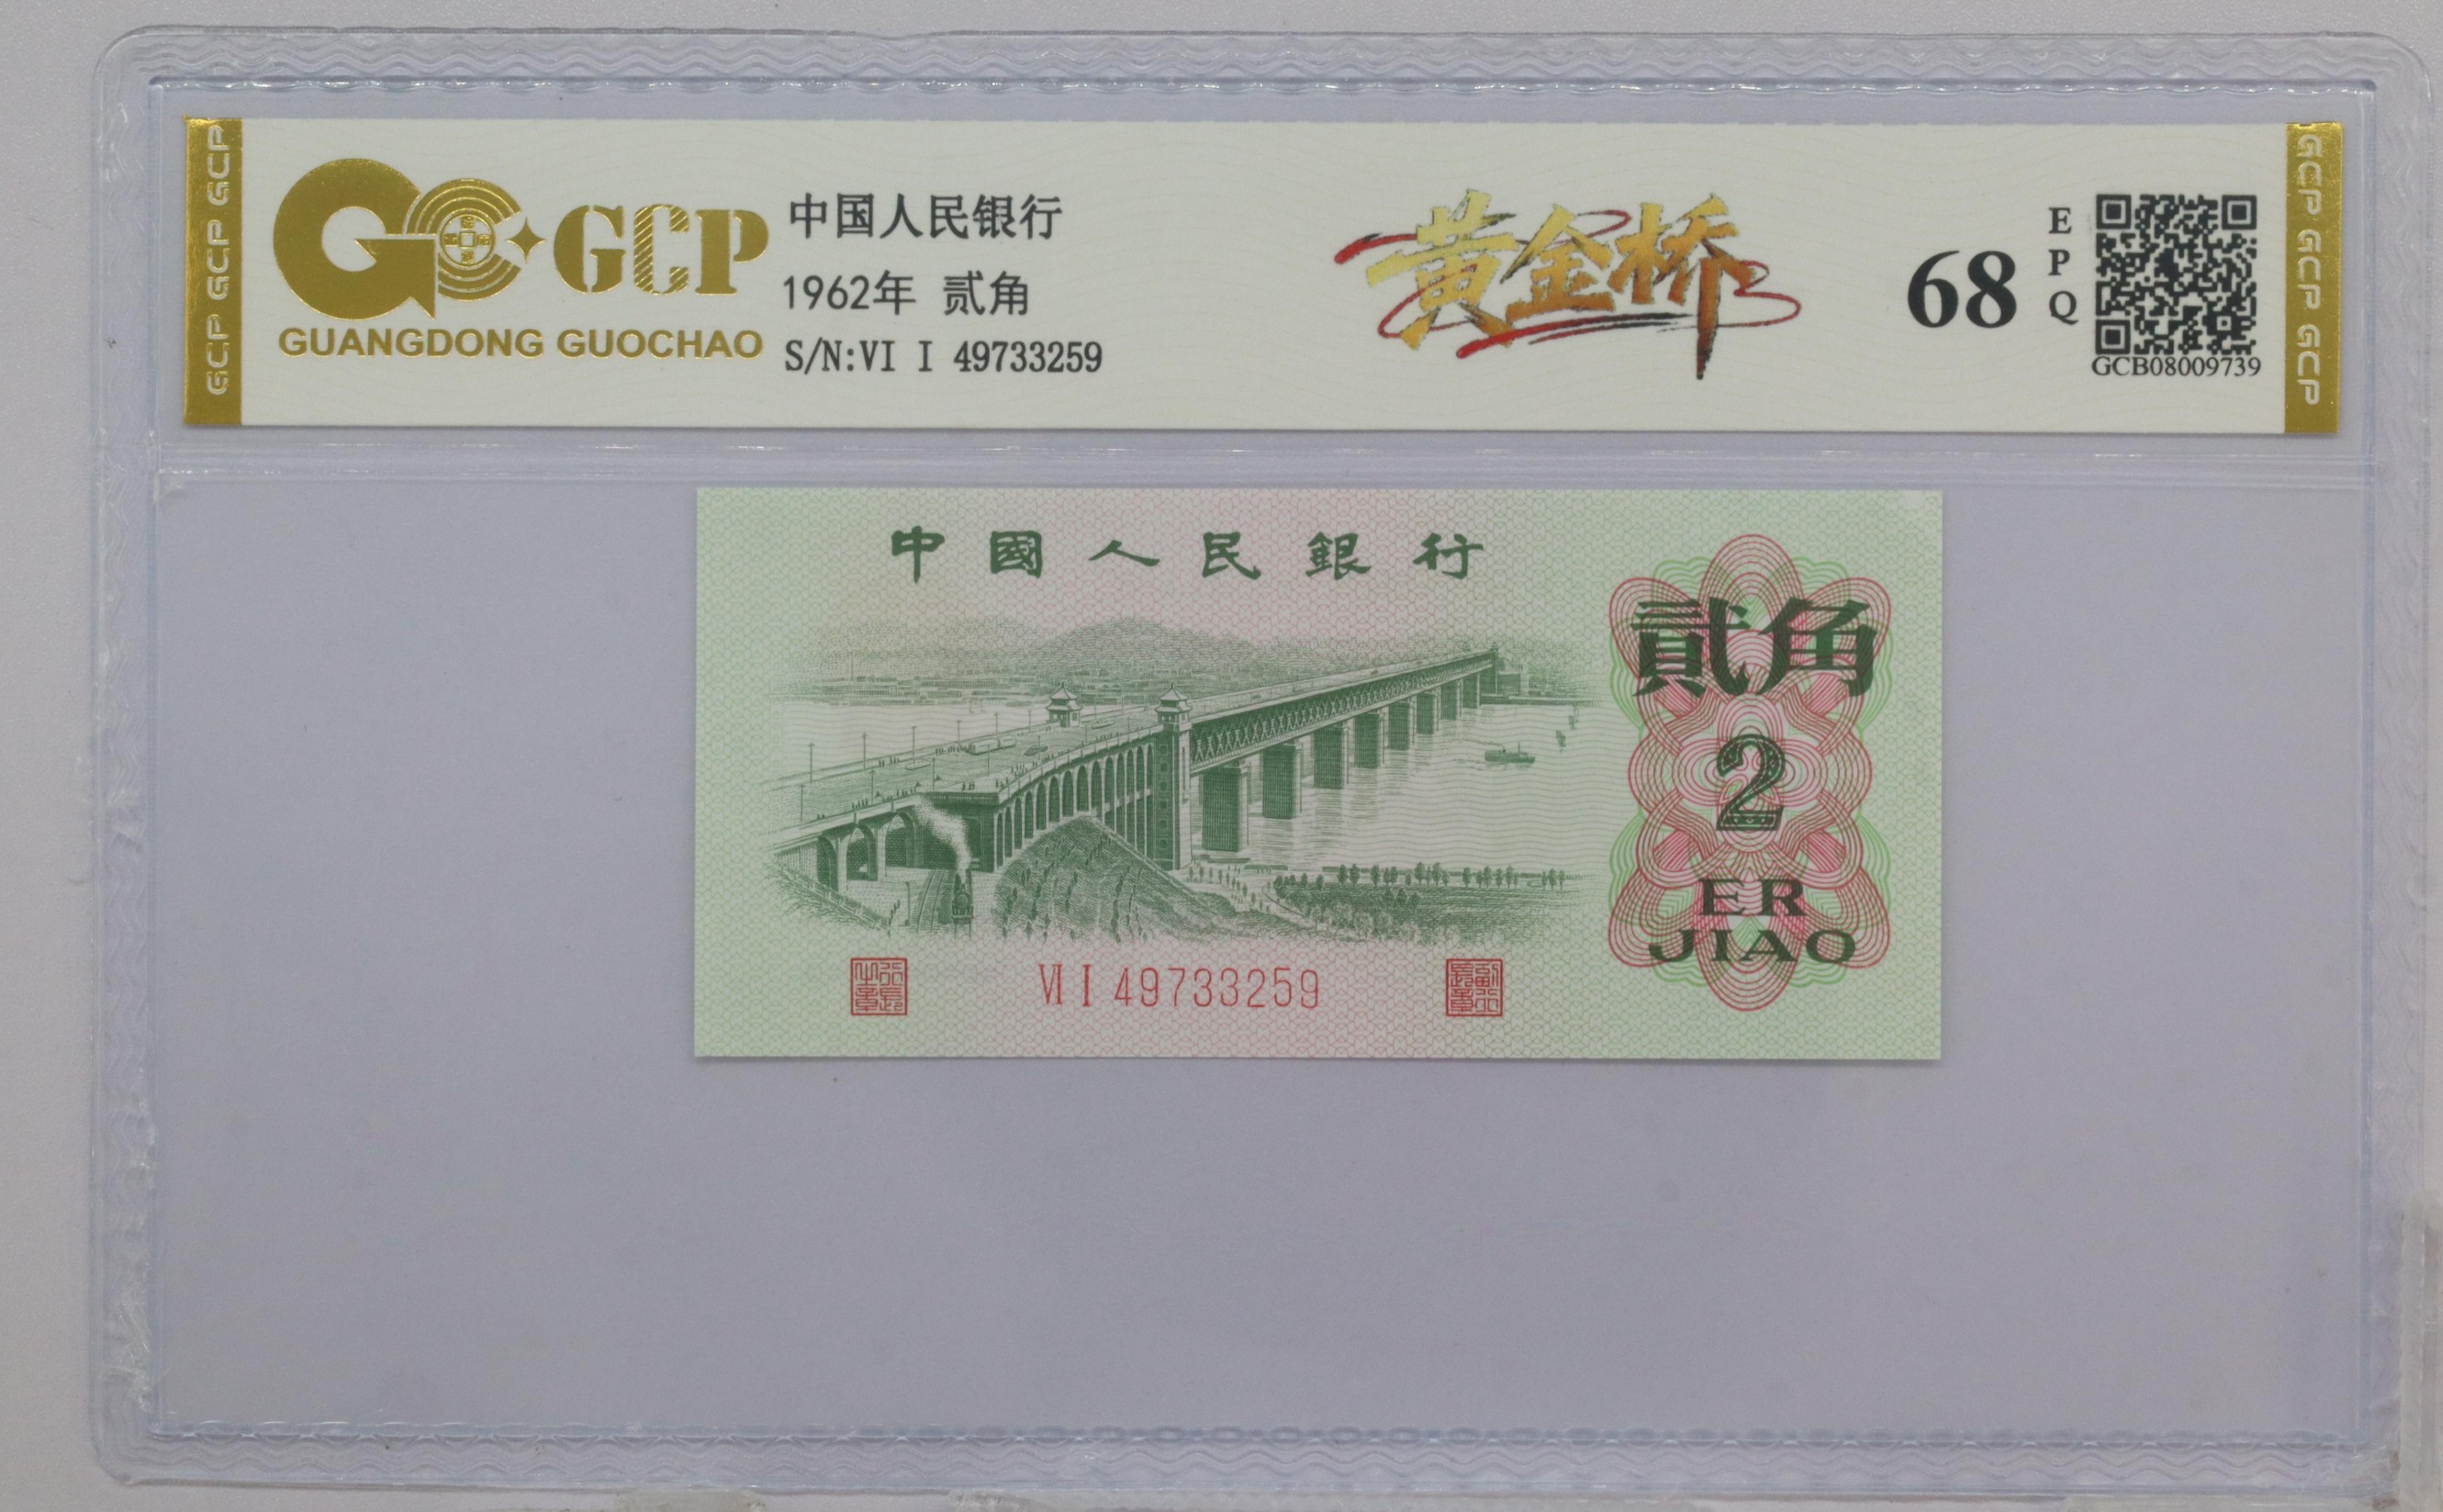 GCP GCP GCP
GCP
GUANGDONG GUOCHAO
中国人民银行
1962年 贰角
S/N:VI I 49733259
黄金桥
68
EPQ
GCB08009739
GCP GCP GCP
中國人民銀行
貳角
2
ER
JIAO
VI I 49733259